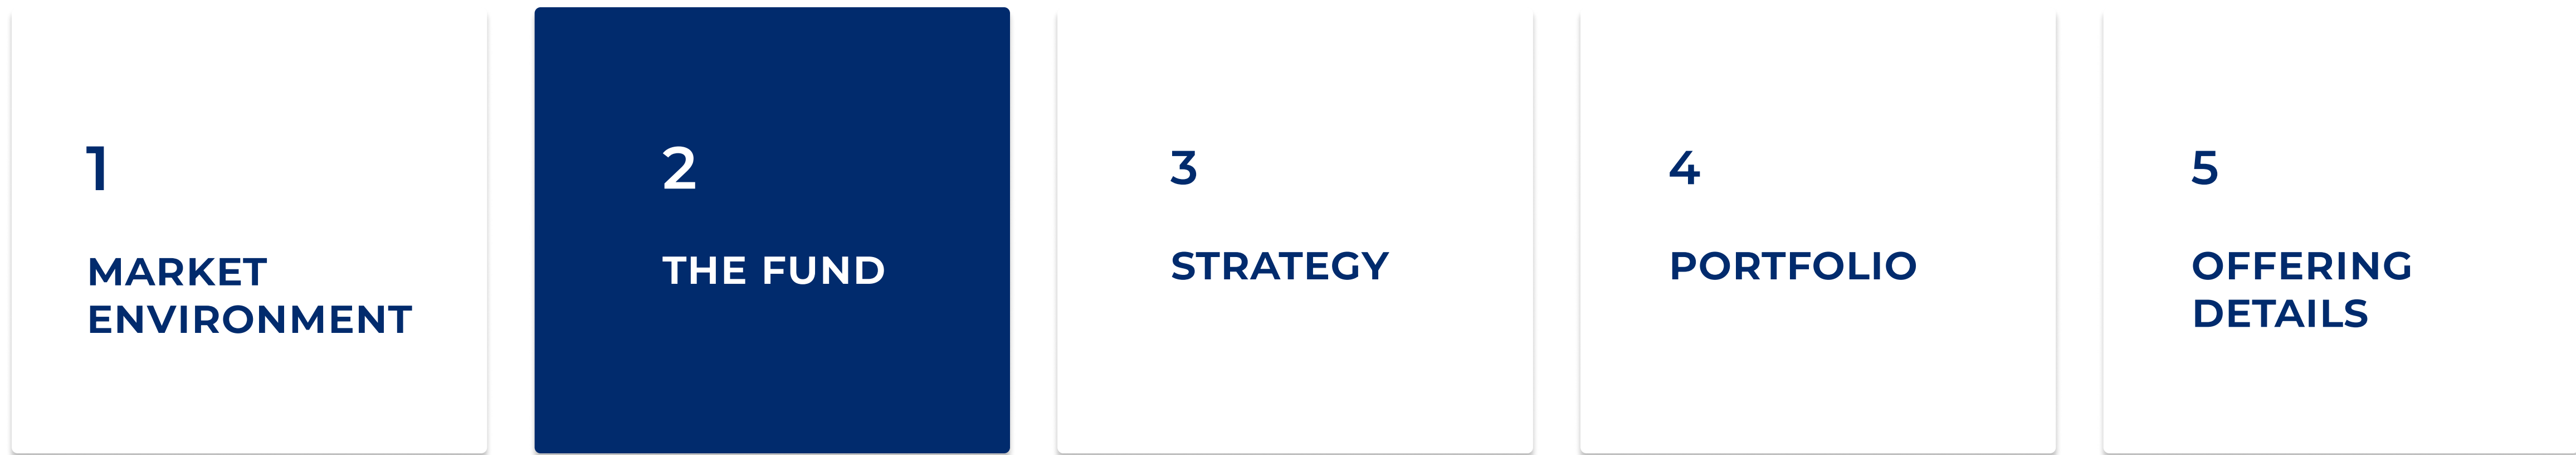 1
MARKET
ENVIRONMENT
2
THE FUND
3
STRATEGY
4
PORTFOLIO
5
OFFERING
DETAILS